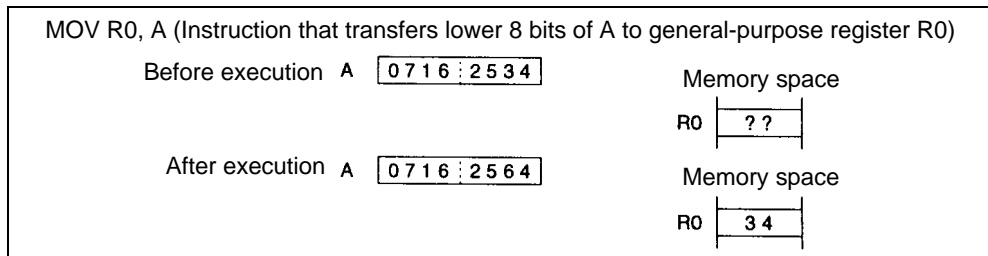 MOV R0, A (Instruction that transfers lower 8 bits of A to general-purpose register R0)
Before execution A 0716 2534
Memory space
R0 ??
After execution A 0716 2564
Memory space
R0 34